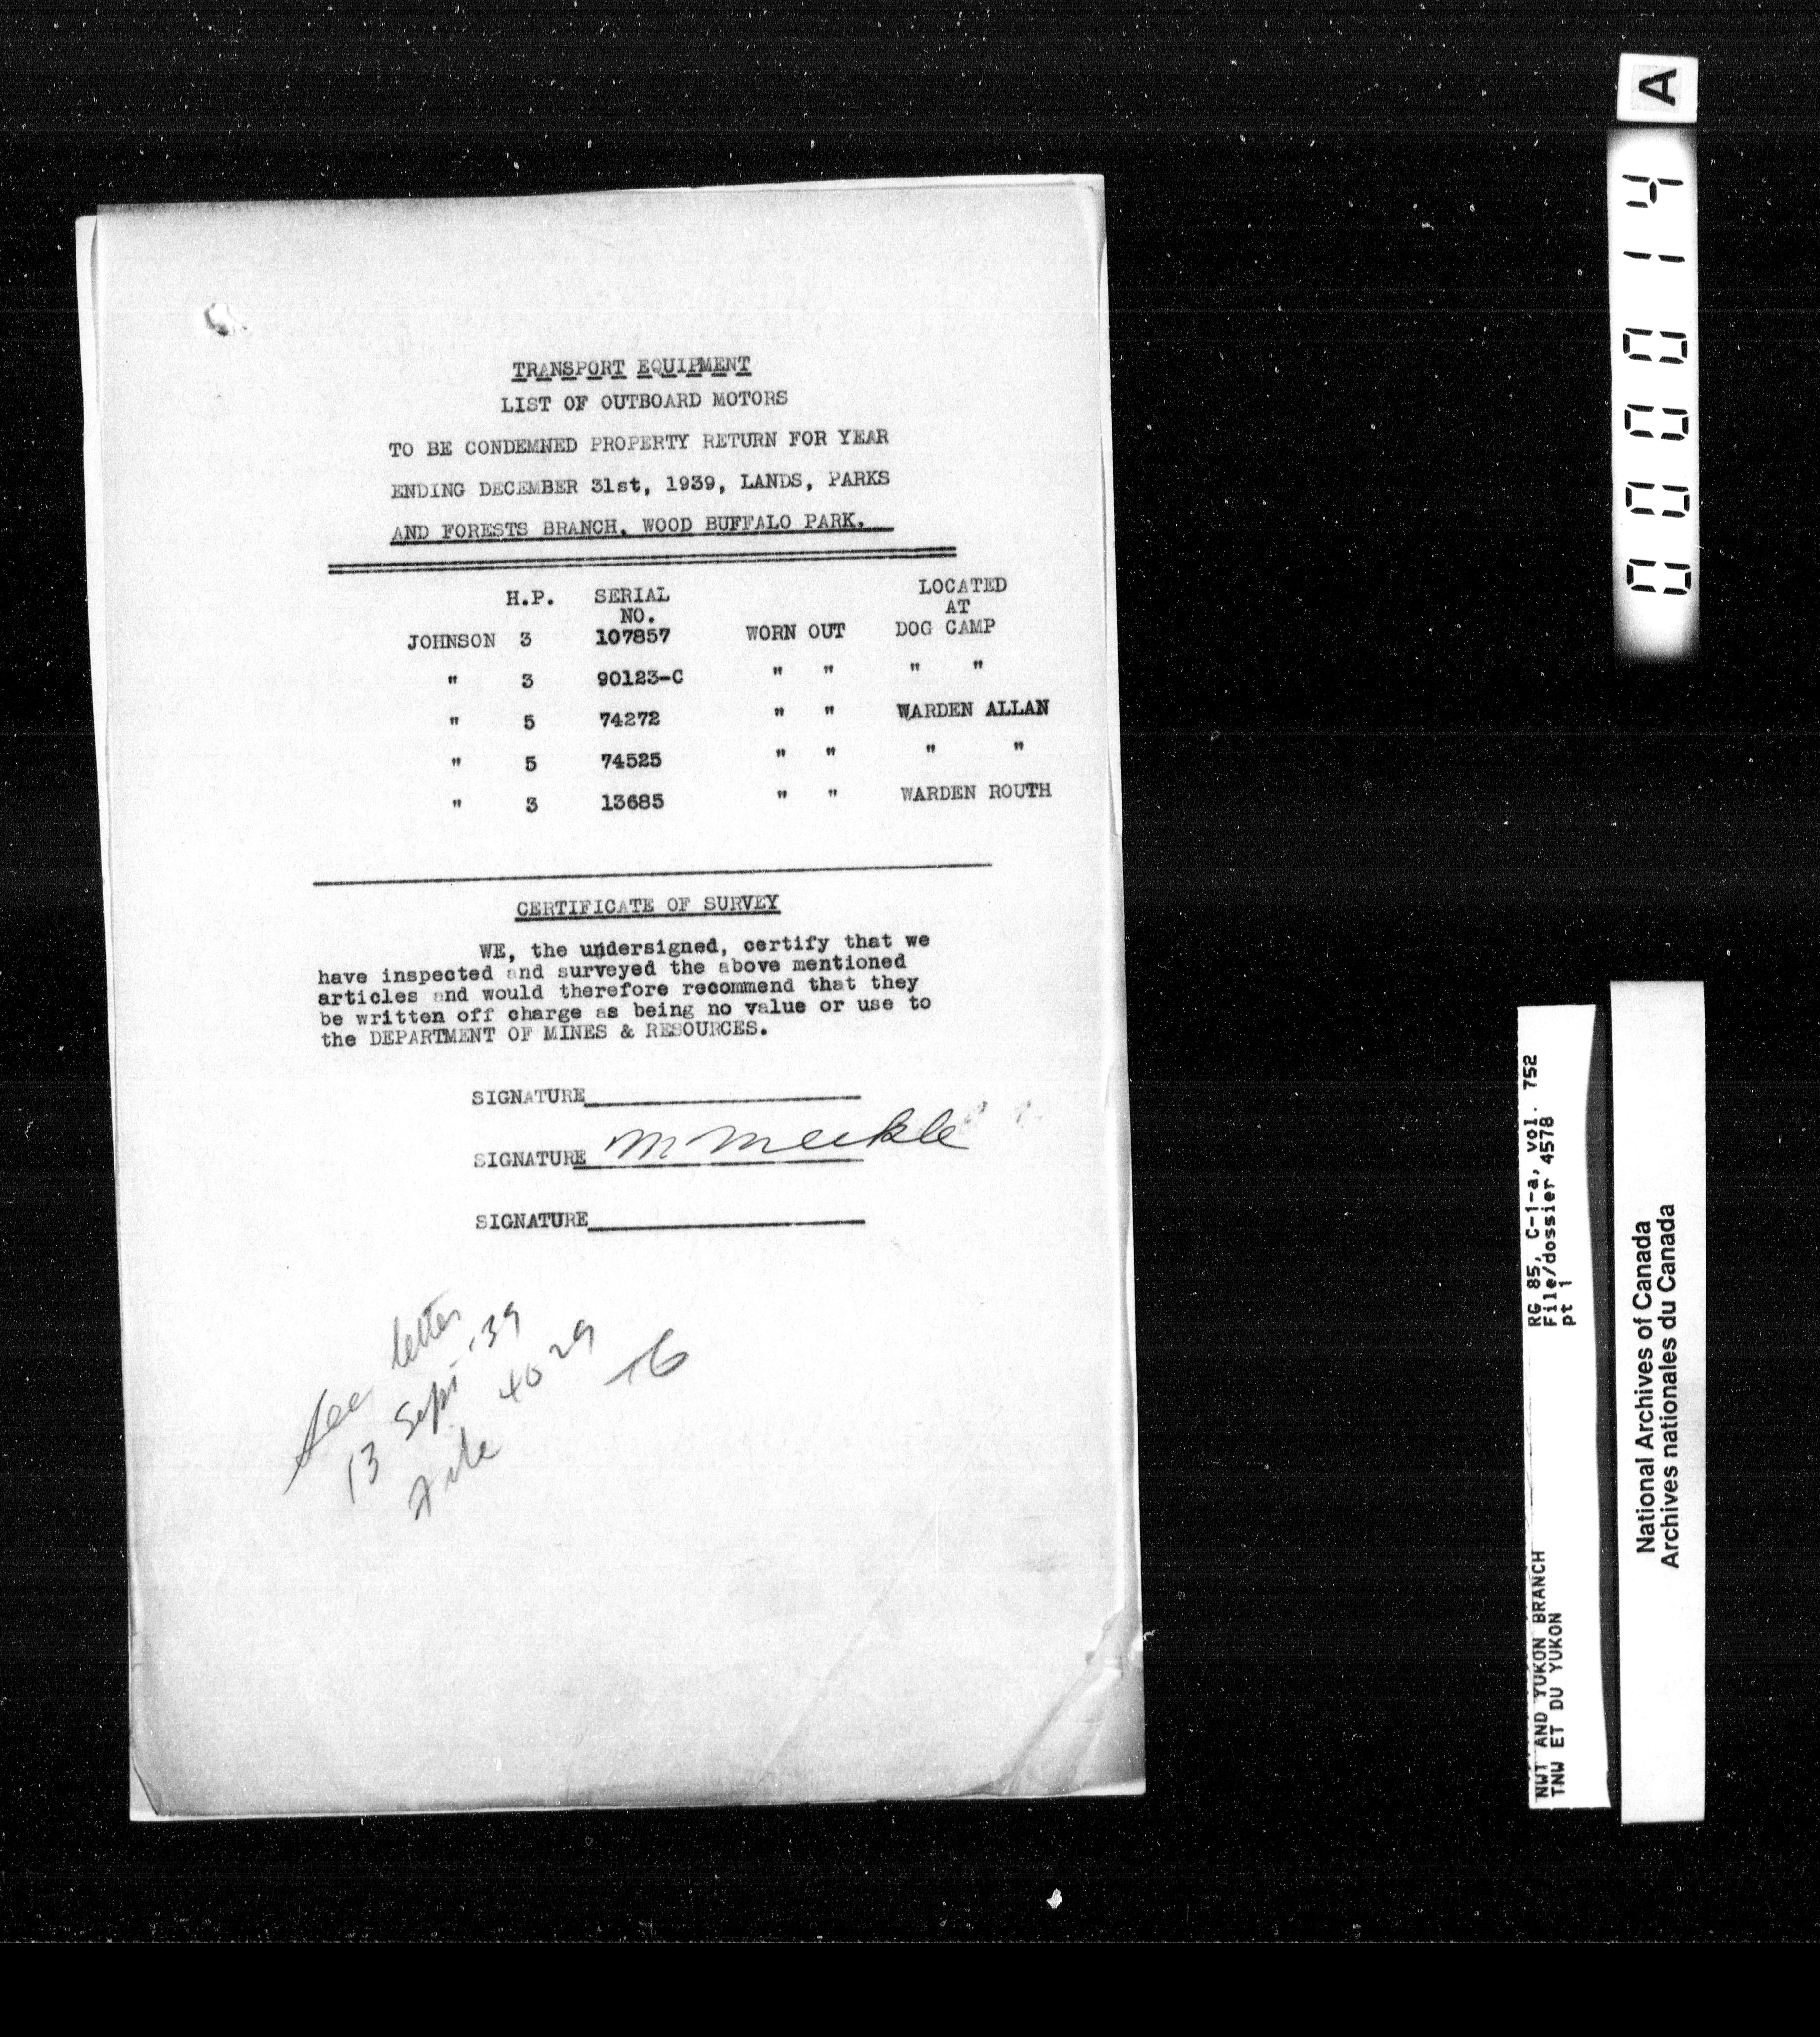 TRANSPORT EQUIPMENT
LIST OF OUTBOARD MOTORS
TO BE CONDEMNED PROPERTY RETURN FOR YEAR
ENDING DECEMBER 31st, 1939, LANDS, PARKS
AND FORESTS BRANCH, WOOD BUFFALO PARK.
H.P. SERIAL NO. LOCATED AT
JOHNSON 3 107857 WORN OUT DOG CAMP
" 3 90123-C " " " "
" 5 74272 " " WARDEN ALLAN
" 5 74525 " " " "
" 3 13685 " " WARDEN ROUTH
CERTIFICATE OF SURVEY
WE, the undersigned, certify that we
have inspected and surveyed the above mentioned
articles and would therefore recommend that they
be written off charge as being no value or use to
the DEPARTMENT OF MINES & RESOURCES.
SIGNATURE
SIGNATURE M Meikle
SIGNATURE
See letter
13 Sept. 39
File 4029
16
A
000014
RG 85, C-1-a, vol. 752
File/dossier 4578
pt 1
NWT AND YUKON BRANCH
TNW ET DU YUKON
National Archives of Canada
Archives nationales du Canada